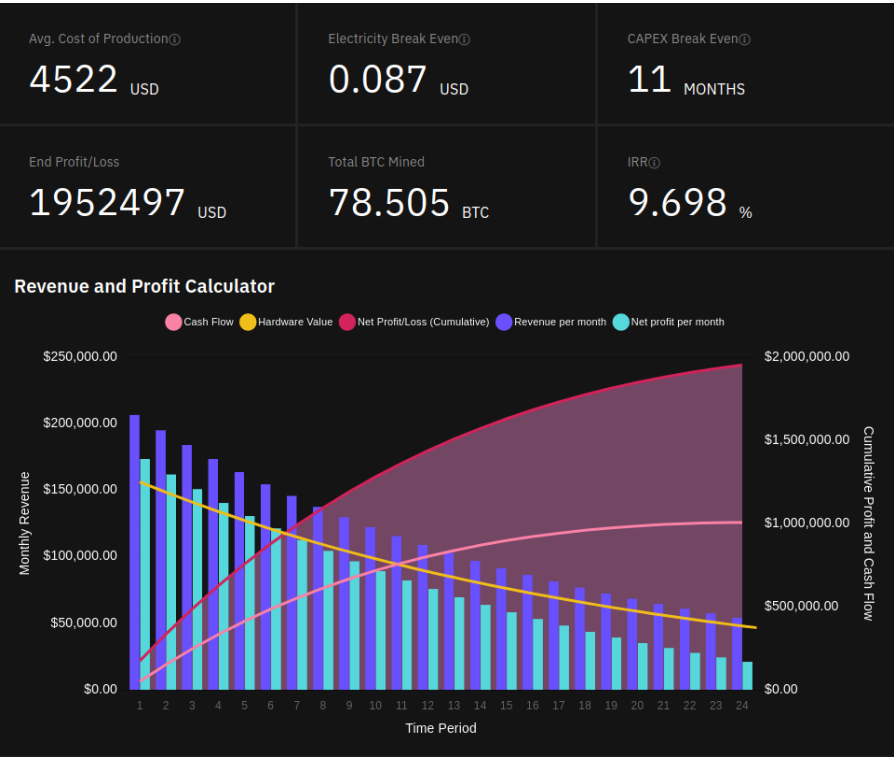 Avg. Cost of Productionⓘ Electricity Break Evenⓘ CAPEX Break Evenⓘ
4522 USD 0.087 USD 11 MONTHS
End Profit/Loss Total BTC Mined IRRⓘ
1952497 USD 78.505 BTC 9.698 %
Revenue and Profit Calculator
Cash Flow Hardware Value Net Profit/Loss (Cumulative) Revenue per month Net profit per month
$250,000.00 $2,000,000.00
$200,000.00
$1,500,000.00
$150,000.00
$1,000,000.00
$100,000.00
$500,000.00
$50,000.00
$0.00 $0.00
Monthly Revenue
Cumulative Profit and Cash Flow
1 2 3 4 5 6 7 8 9 10 11 12 13 14 15 16 17 18 19 20 21 22 23 24
Time Period